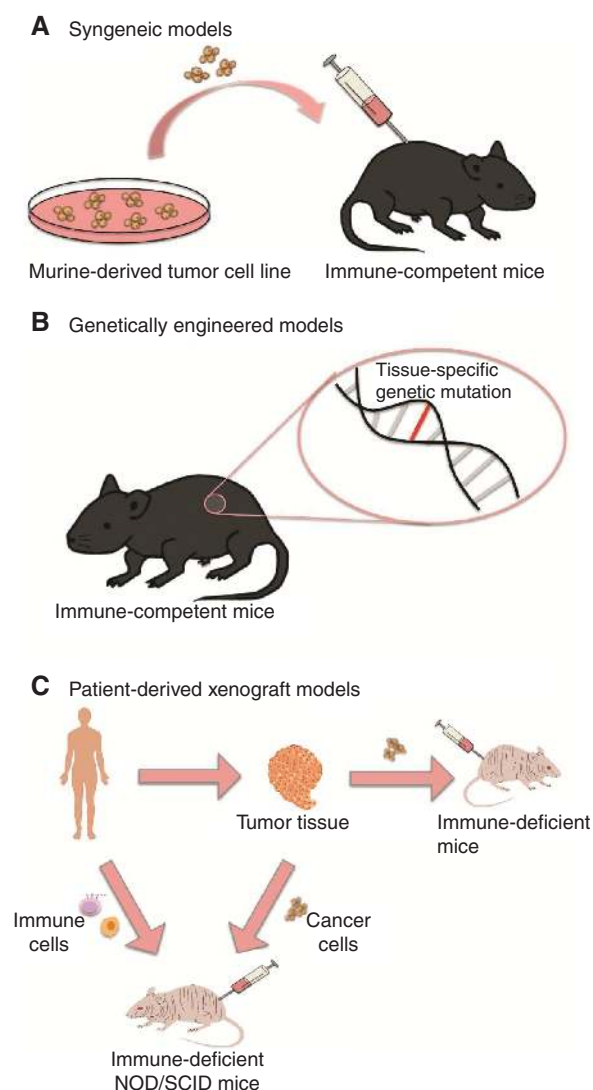 A Syngeneic models
Murine-derived tumor cell line
Immune-competent mice
B Genetically engineered models
Tissue-specific
genetic mutation
Immune-competent mice
C Patient-derived xenograft models
Tumor tissue
Immune-deficient
mice
Immune
cells
Cancer
cells
Immune-deficient
NOD/SCID mice